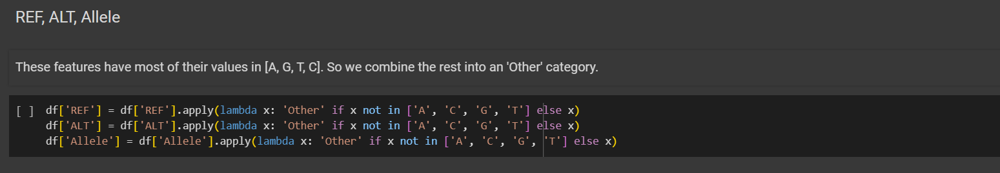 REF, ALT, Allele
These features have most of their values in [A, G, T, C]. So we combine the rest into an 'Other' category.
[ ] df['REF'] = df['REF'].apply(lambda x: 'Other' if x not in ['A', 'C', 'G', 'T'] else x)
df['ALT'] = df['ALT'].apply(lambda x: 'Other' if x not in ['A', 'C', 'G', 'T'] else x)
df['Allele'] = df['Allele'].apply(lambda x: 'Other' if x not in ['A', 'C', 'G', 'T'] else x)